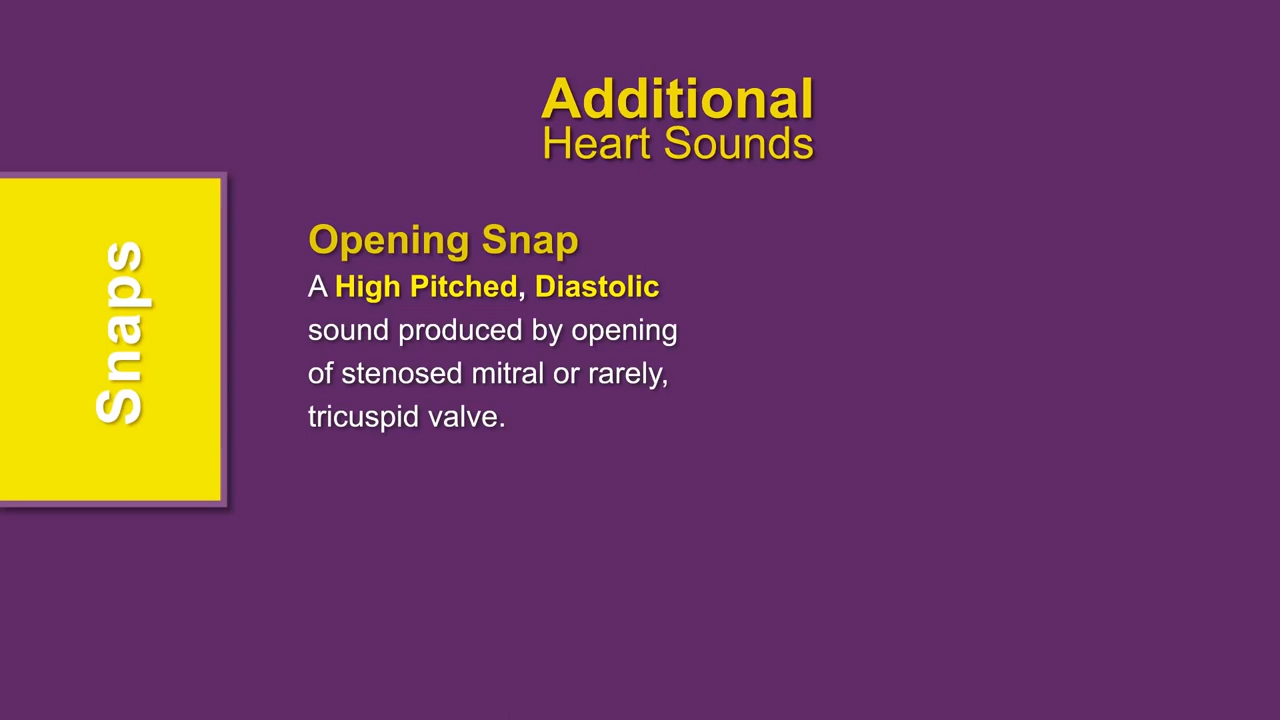 Additional
Heart Sounds
Snaps
Opening Snap
A High Pitched, Diastolic
sound produced by opening
of stenosed mitral or rarely,
tricuspid valve.